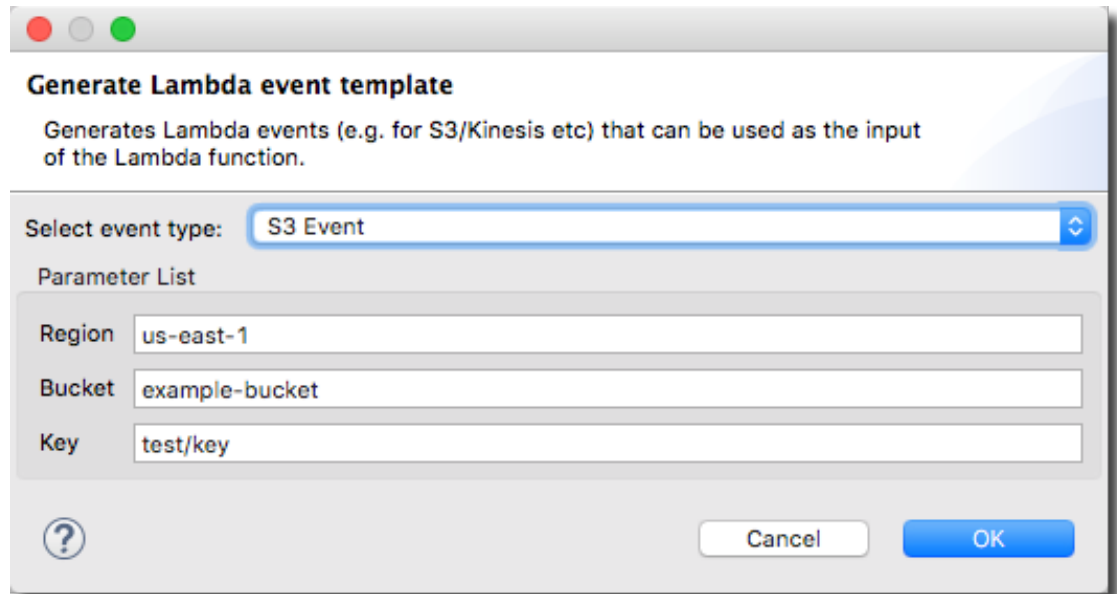 Generate Lambda event template
Generates Lambda events (e.g. for S3/Kinesis etc) that can be used as the input
of the Lambda function.
Select event type: S3 Event
Parameter List
Region us-east-1
Bucket example-bucket
Key test/key
? Cancel OK